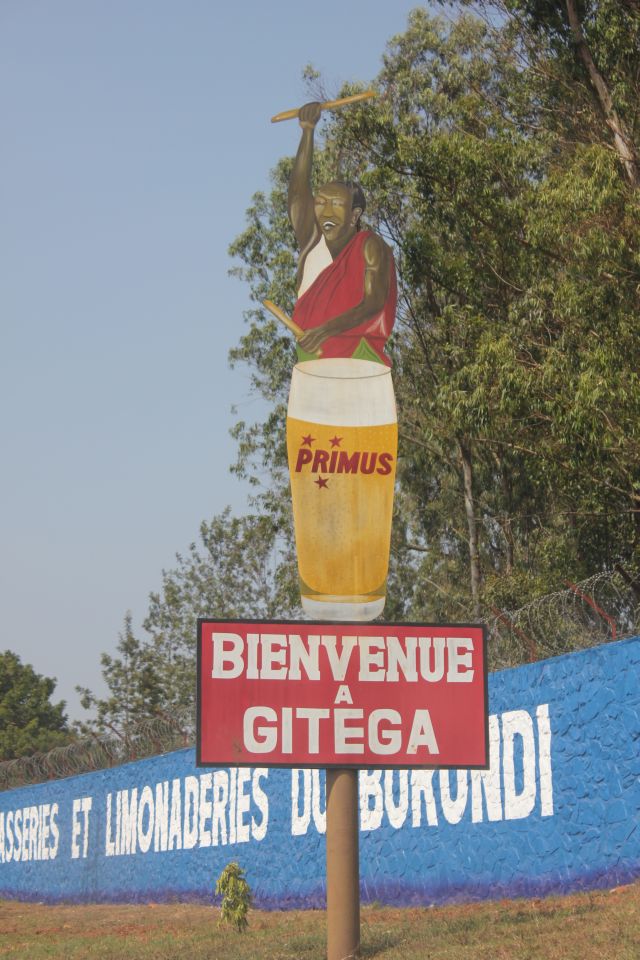 PRIMUS
BIENVENUE
A
GITEGA
ASSERIES ET LIMONADERIES DU BURUNDI